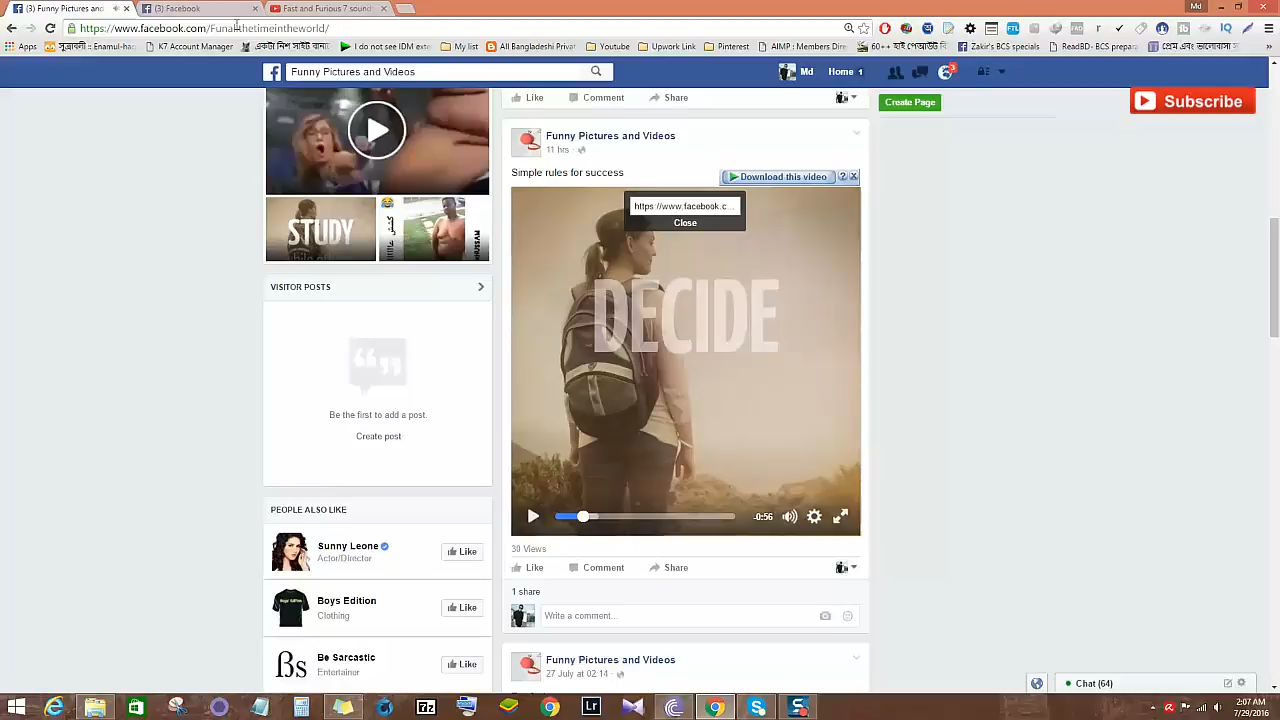 (3) Funny Pictures and
(3) Facebook
Fast and Furious 7 sound
https://www.facebook.com/Funallthetimeintheworld/
Apps
K7 Account Manager
I do not see IDM exte
My list
Ali Bangladeshi Privat
Youtube
Upwork Link
Pinterest
AIMP : Members Dire
Zakir's BCS specials
ReadBD- BCS prepara
Md
Funny Pictures and Videos
Md
Home 1
3
Like
Comment
Share
Create Page
Subscribe
Funny Pictures and Videos
11 hrs
Simple rules for success
Download this video
?
https://www.facebook.c...
Close
DECIDE
STUDY
VISITOR POSTS
Be the first to add a post.
Create post
-0:56
30 Views
Like
Comment
Share
1 share
Write a comment...
PEOPLE ALSO LIKE
Sunny Leone
Actor/Director
Like
Boys Edition
Clothing
Like
ßs
Be Sarcastic
Entertainer
Like
Funny Pictures and Videos
27 July at 02:14
Chat (64)
2:07 AM
7/29/2016